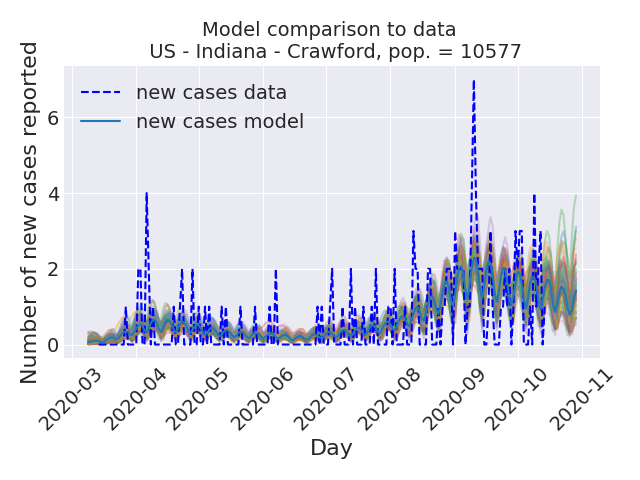 Model comparison to data
US - Indiana - Crawford, pop. = 10577
Number of new cases reported
new cases data
new cases model
6
4
2
0
2020-03
2020-04
2020-05
2020-06
2020-07
2020-08
2020-09
2020-10
2020-11
Day